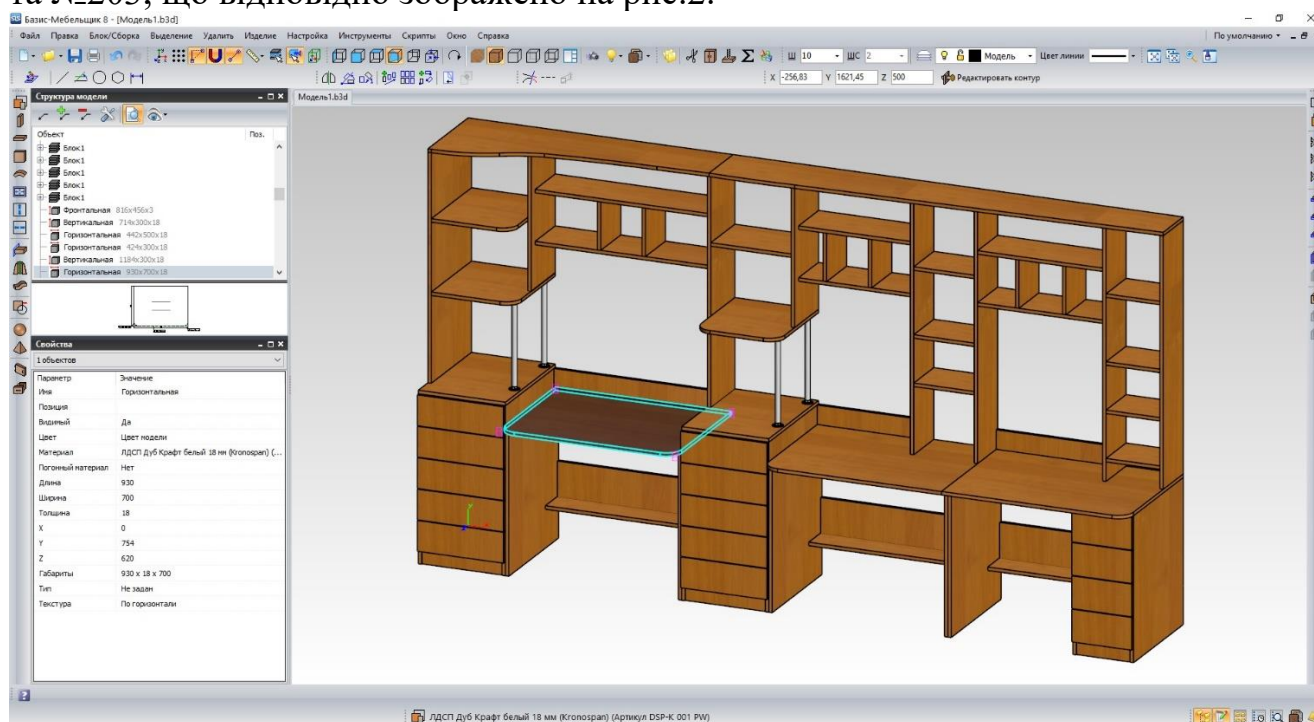 та №205, що відповідно зображено на рис.2.
Базис-Мебельщик 8 - [Модель1.b3d]
Файл Правка Блок/Сборка Выделение Удалить Изделие Настройка Инструменты Скрипты Окно Справка
По умолчанию
Ш 10 ШС 2 Модель Цвет линии
X -256,83 Y 1621,45 Z 500 Редактировать контур
Структура модели
Модель1.b3d
Объект Поз.
Блок1
Блок1
Блок1
Блок1
Блок1
Фронтальная 816x456x3
Вертикальная 714x300x18
Горизонтальная 442x500x18
Горизонтальная 424x300x18
Вертикальная 1184x300x18
Горизонтальная 930x700x18
Свойства
1 объектов
Параметр Значение
Имя Горизонтальная
Позиция
Видимый Да
Цвет Цвет модели
Материал ЛДСП Дуб Крафт белый 18 мм (Kronospan) (...
Погонный материал Нет
Длина 930
Ширина 700
Толщина 18
X 0
Y 754
Z 620
Габариты 930 x 18 x 700
Тип Не задан
Текстура По горизонтали
ЛДСП Дуб Крафт белый 18 мм (Kronospan) (Артикул DSP-K 001 PW)